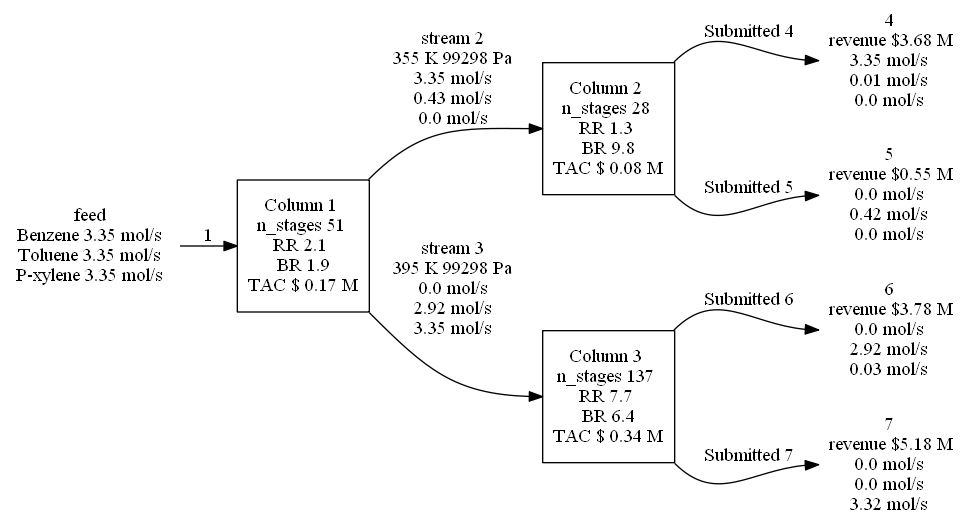 feed
Benzene 3.35 mol/s
Toluene 3.35 mol/s
P-xylene 3.35 mol/s
1
Column 1
n_stages 51
RR 2.1
BR 1.9
TAC $ 0.17 M
stream 2
355 K 99298 Pa
3.35 mol/s
0.43 mol/s
0.0 mol/s
stream 3
395 K 99298 Pa
0.0 mol/s
2.92 mol/s
3.35 mol/s
Column 2
n_stages 28
RR 1.3
BR 9.8
TAC $ 0.08 M
Column 3
n_stages 137
RR 7.7
BR 6.4
TAC $ 0.34 M
Submitted 4
4
revenue $3.68 M
3.35 mol/s
0.01 mol/s
0.0 mol/s
Submitted 5
5
revenue $0.55 M
0.0 mol/s
0.42 mol/s
0.0 mol/s
Submitted 6
6
revenue $3.78 M
0.0 mol/s
2.92 mol/s
0.03 mol/s
Submitted 7
7
revenue $5.18 M
0.0 mol/s
0.0 mol/s
3.32 mol/s